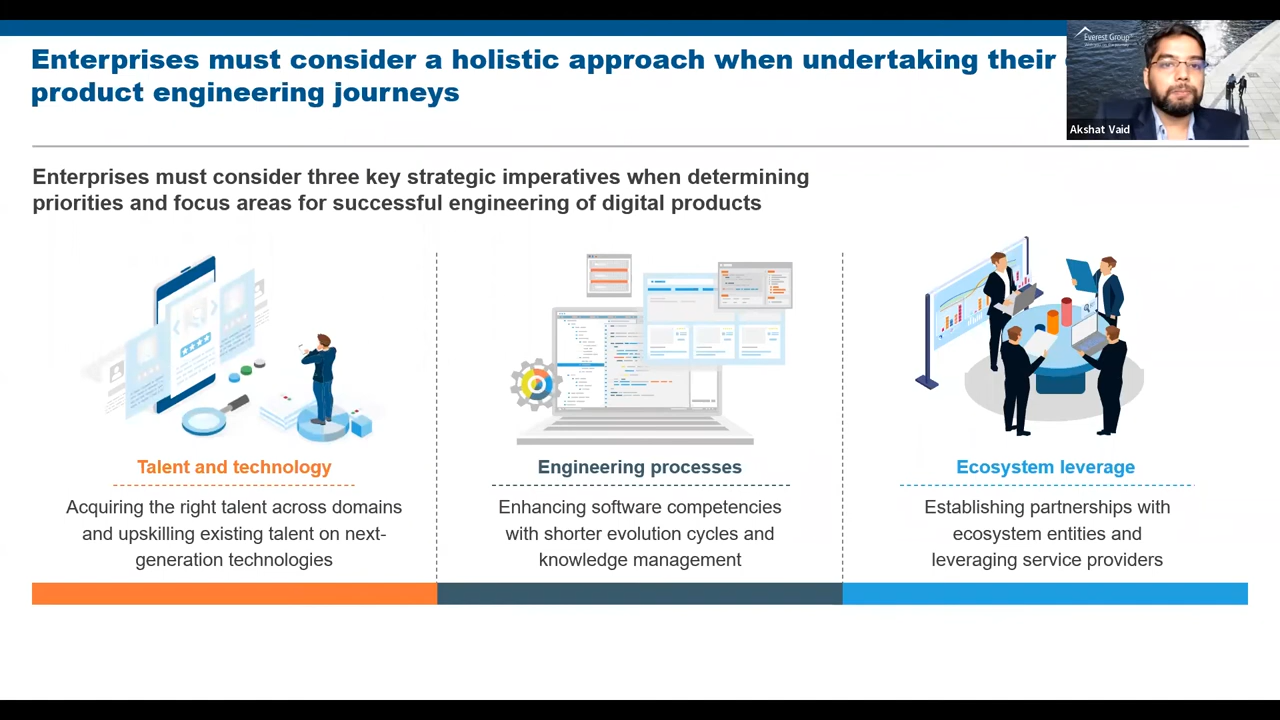 Enterprises must consider a holistic approach when undertaking their
product engineering journeys
Everest Group
Akshat Vaid
Enterprises must consider three key strategic imperatives when determining
priorities and focus areas for successful engineering of digital products
Talent and technology
Acquiring the right talent across domains
and upskilling existing talent on next-
generation technologies
Engineering processes
Enhancing software competencies
with shorter evolution cycles and
knowledge management
Ecosystem leverage
Establishing partnerships with
ecosystem entities and
leveraging service providers